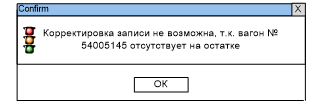 Confirm
X
Корректировка записи не возможна, т.к. вагон №
54005145 отсутствует на остатке
OK